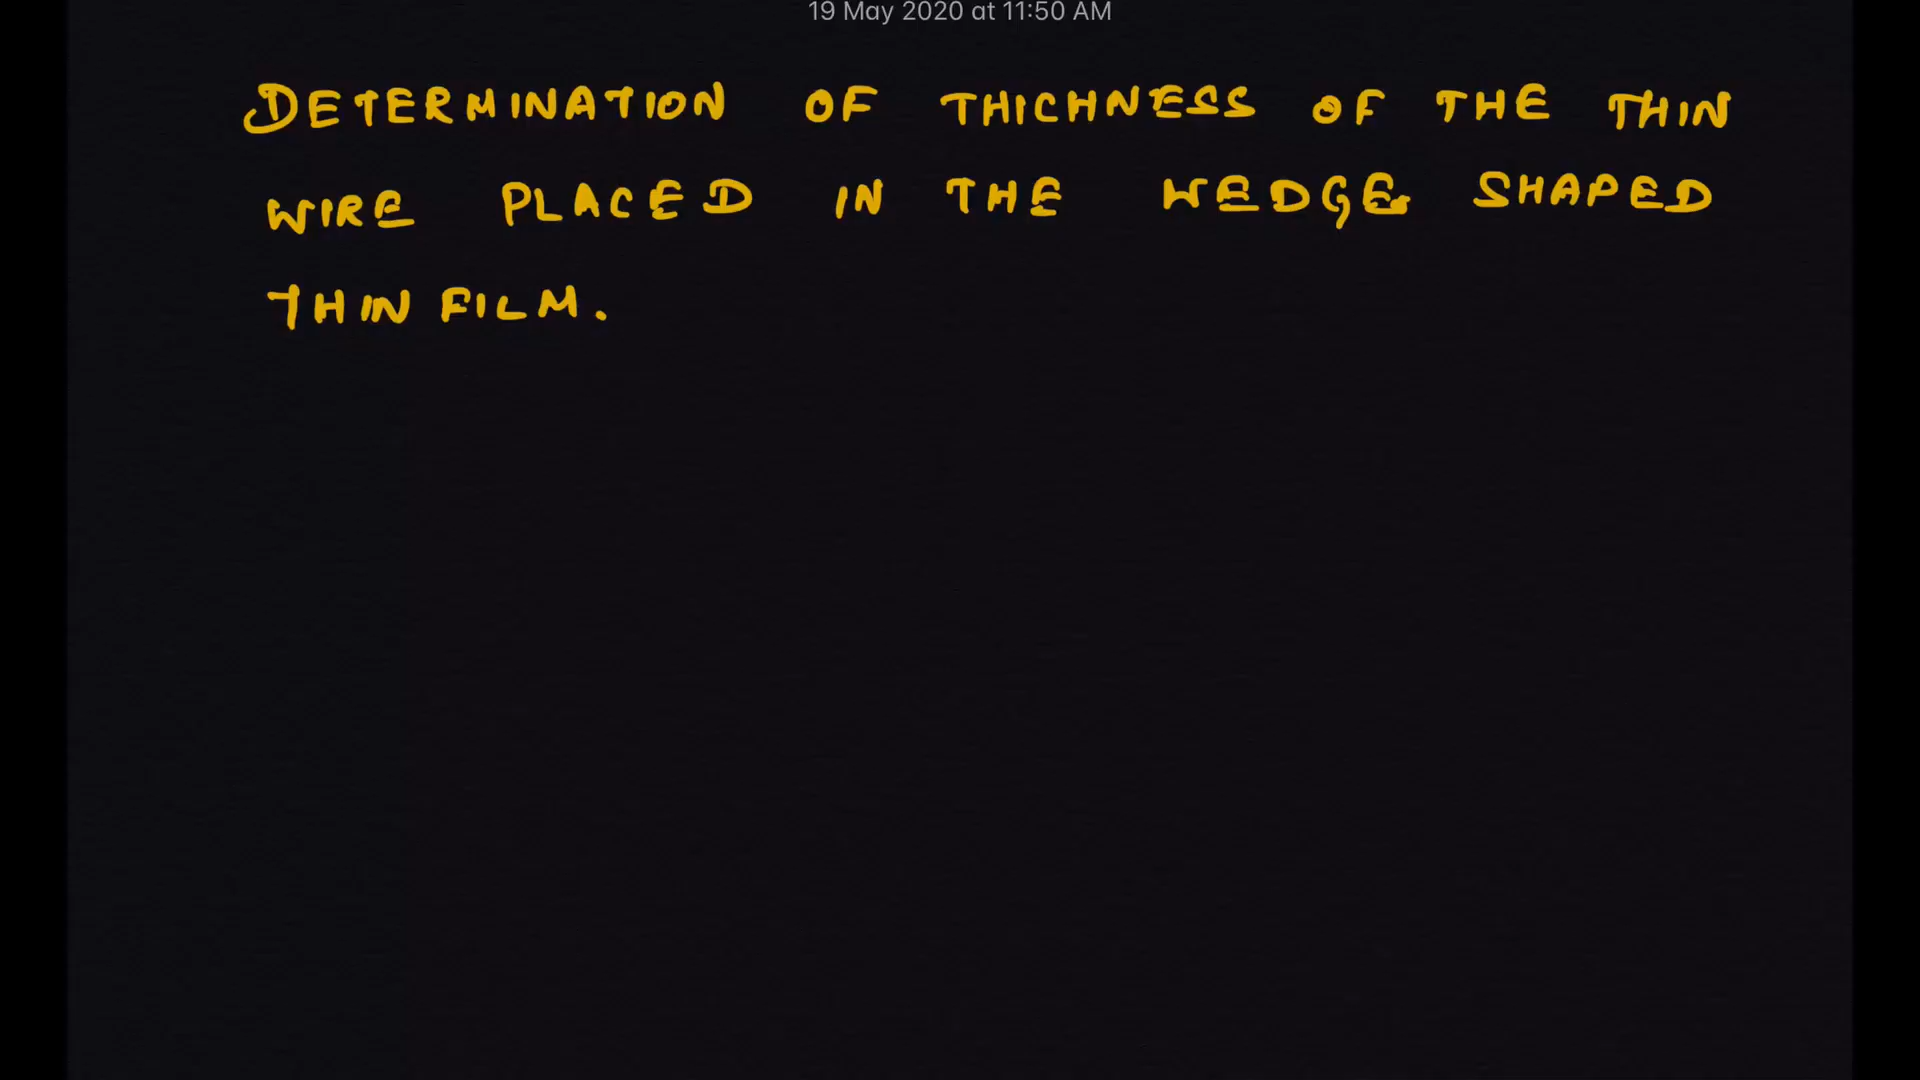 19 May 2020 at 11:50 AM
DETERMINATION OF THICHNESS OF THE THIN
WIRE PLACED IN THE WEDGE SHAPED
THIN FILM.